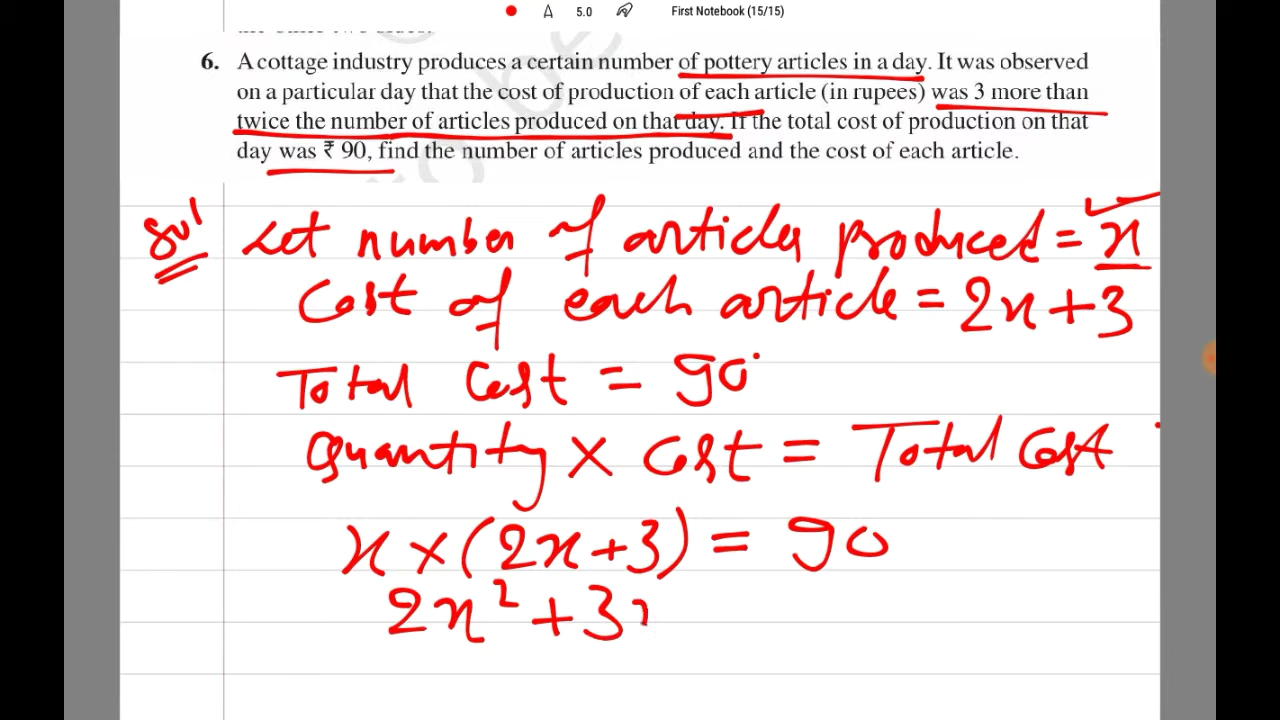 5.0 First Notebook (15/15)
6. A cottage industry produces a certain number of pottery articles in a day. It was observed
on a particular day that the cost of production of each article (in rupees) was 3 more than
twice the number of articles produced on that day. If the total cost of production on that
day was ₹ 90, find the number of articles produced and the cost of each article.
Sol Let number of articles produced = x
Cost of each article = 2x + 3
Total Cost = 90
Quantity × Cost = Total Cost
x × (2x + 3) = 90
2x² + 3